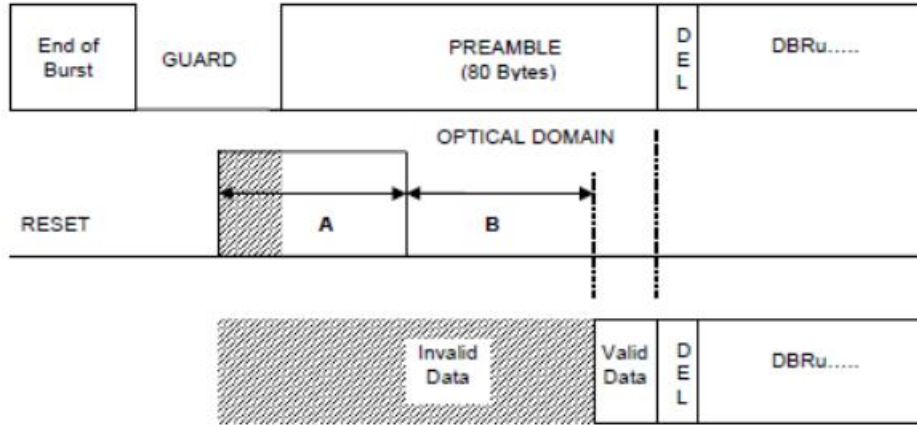 End of
Burst
GUARD
PREAMBLE
(80 Bytes)
D
E
L
DBRu.....
OPTICAL DOMAIN
RESET
A
B
Invalid
Data
Valid
Data
D
E
L
DBRu.....